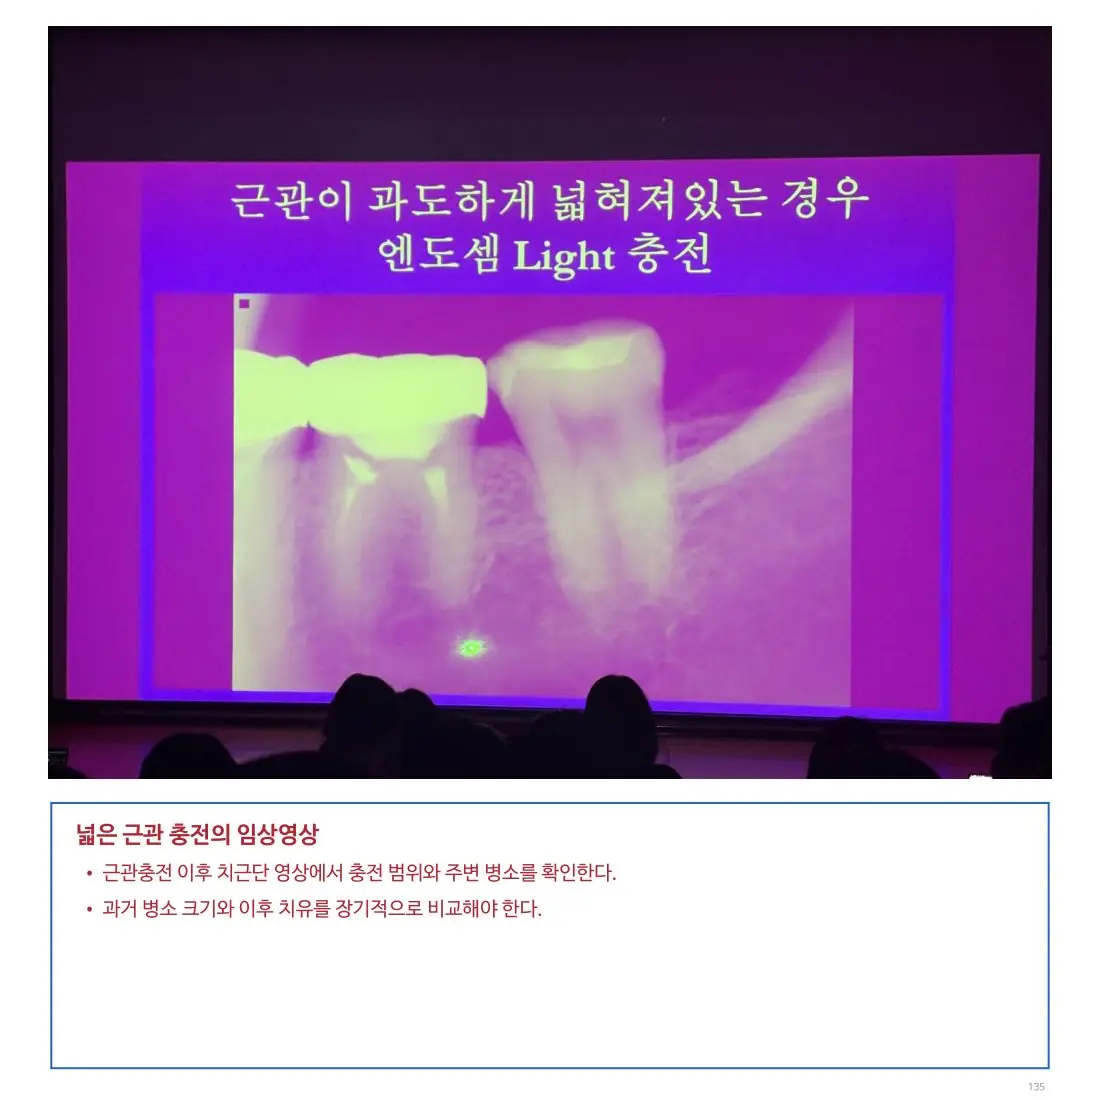 근관이 과도하게 넓혀져있는 경우
엔도셈 Light 충전
넓은 근관 충전의 임상영상
• 근관충전 이후 치근단 영상에서 충전 범위와 주변 병소를 확인한다.
• 과거 병소 크기와 이후 치유를 장기적으로 비교해야 한다.
135